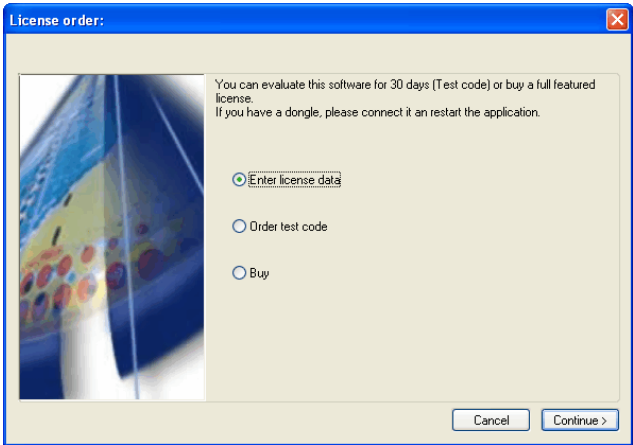 License order:
You can evaluate this software for 30 days (Test code) or buy a full featured
license.
If you have a dongle, please connect it an restart the application.
Enter license data
Order test code
Buy
Cancel
Continue >